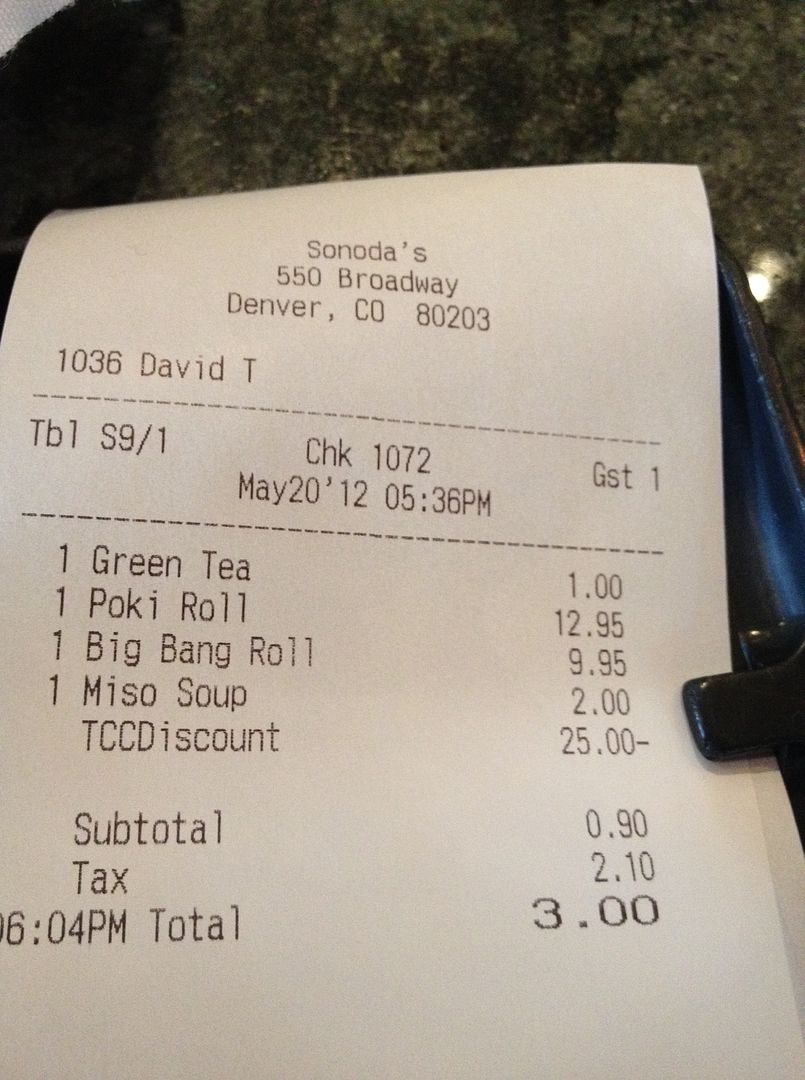 Sonoda's
550 Broadway
Denver, CO 80203
1036 David T
Tbl S9/1 Chk 1072 Gst 1
May20'12 05:36PM
1 Green Tea 1.00
1 Poki Roll 12.95
1 Big Bang Roll 9.95
1 Miso Soup 2.00
TCCDiscount 25.00-
Subtotal 0.90
Tax 2.10
06:04PM Total 3.00